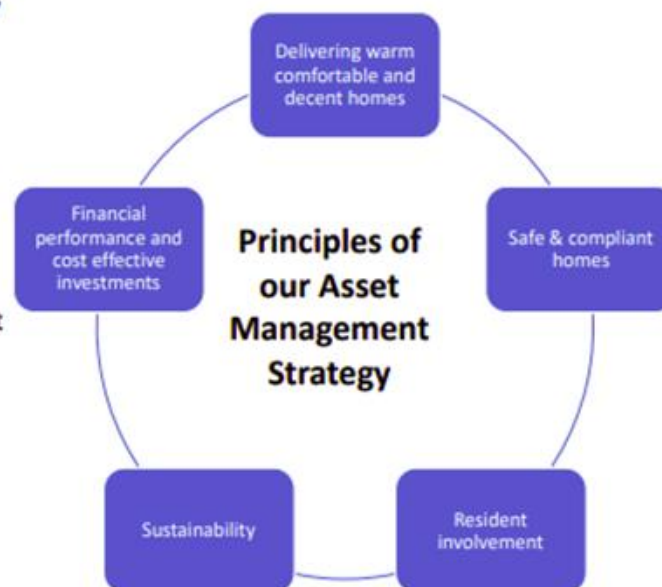 Delivering warm
comfortable and
decent homes
Safe & compliant
homes
Resident
involvement
Sustainability
Financial
performance and
cost effective
investments
Principles of
our Asset
Management
Strategy